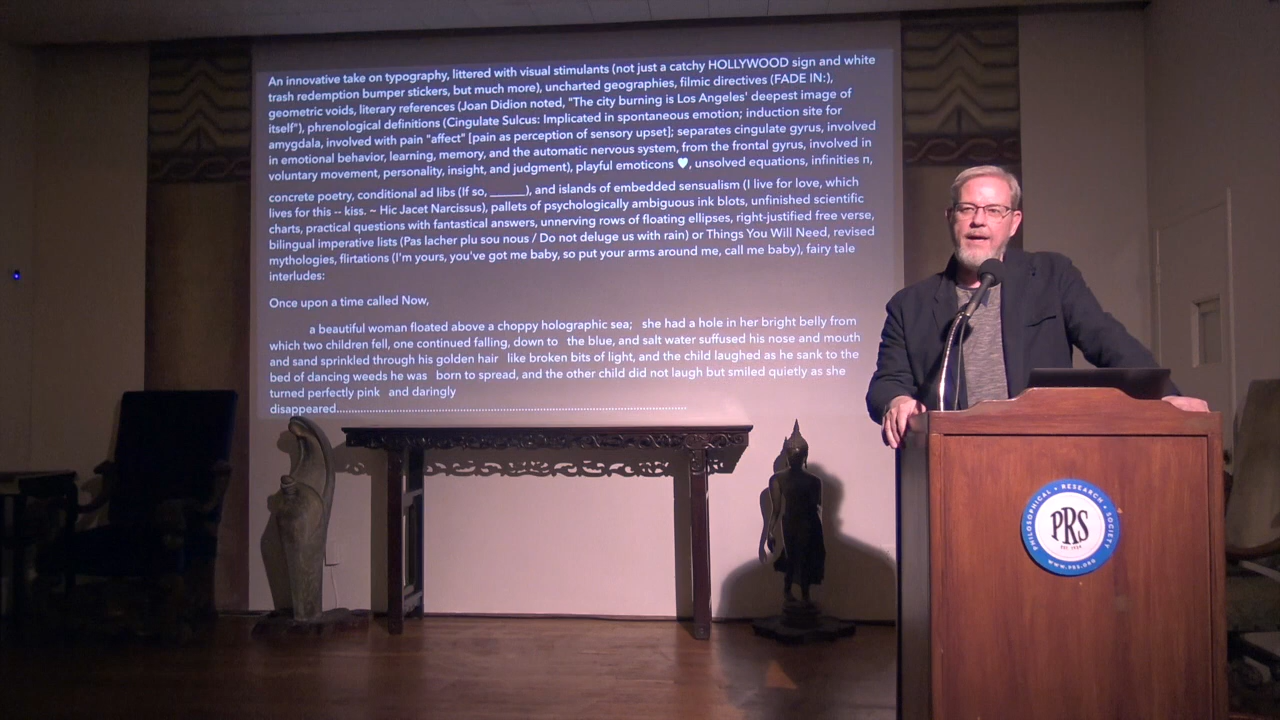 An innovative take on typography, littered with visual stimulants (not just a catchy HOLLYWOOD sign and white
trash redemption bumper stickers, but much more), uncharted geographies, filmic directives (FADE IN:),
geometric voids, literary references (Joan Didion noted, "The city burning is Los Angeles' deepest image of
itself"), phrenological definitions (Cingulate Sulcus: Implicated in spontaneous emotion; induction site for
amygdala, involved with pain "affect" [pain as perception of sensory upset]; separates cingulate gyrus, involved
in emotional behavior, learning, memory, and the automatic nervous system, from the frontal gyrus, involved in
voluntary movement, personality, insight, and judgment), playful emoticons ♥, unsolved equations, infinities n,
concrete poetry, conditional ad libs (If so, ______), and islands of embedded sensualism (I live for love, which
lives for this -- kiss. ~ Hic Jacet Narcissus), pallets of psychologically ambiguous ink blots, unfinished scientific
charts, practical questions with fantastical answers, unnerving rows of floating ellipses, right-justified free verse,
bilingual imperative lists (Pas lacher plu sou nous / Do not deluge us with rain) or Things You Will Need, revised
mythologies, flirtations (I'm yours, you've got me baby, so put your arms around me, call me baby), fairy tale
interludes:
Once upon a time called Now,
a beautiful woman floated above a choppy holographic sea; she had a hole in her bright belly from
which two children fell, one continued falling, down to the blue, and salt water suffused his nose and mouth
and sand sprinkled through his golden hair like broken bits of light, and the child laughed as he sank to the
bed of dancing weeds he was born to spread, and the other child did not laugh but smiled quietly as she
turned perfectly pink and daringly
disappeared.........................................................................................................
PHILOSOPHICAL • RESEARCH • SOCIETY
PRS
EST. 1934
WWW.PRS.ORG